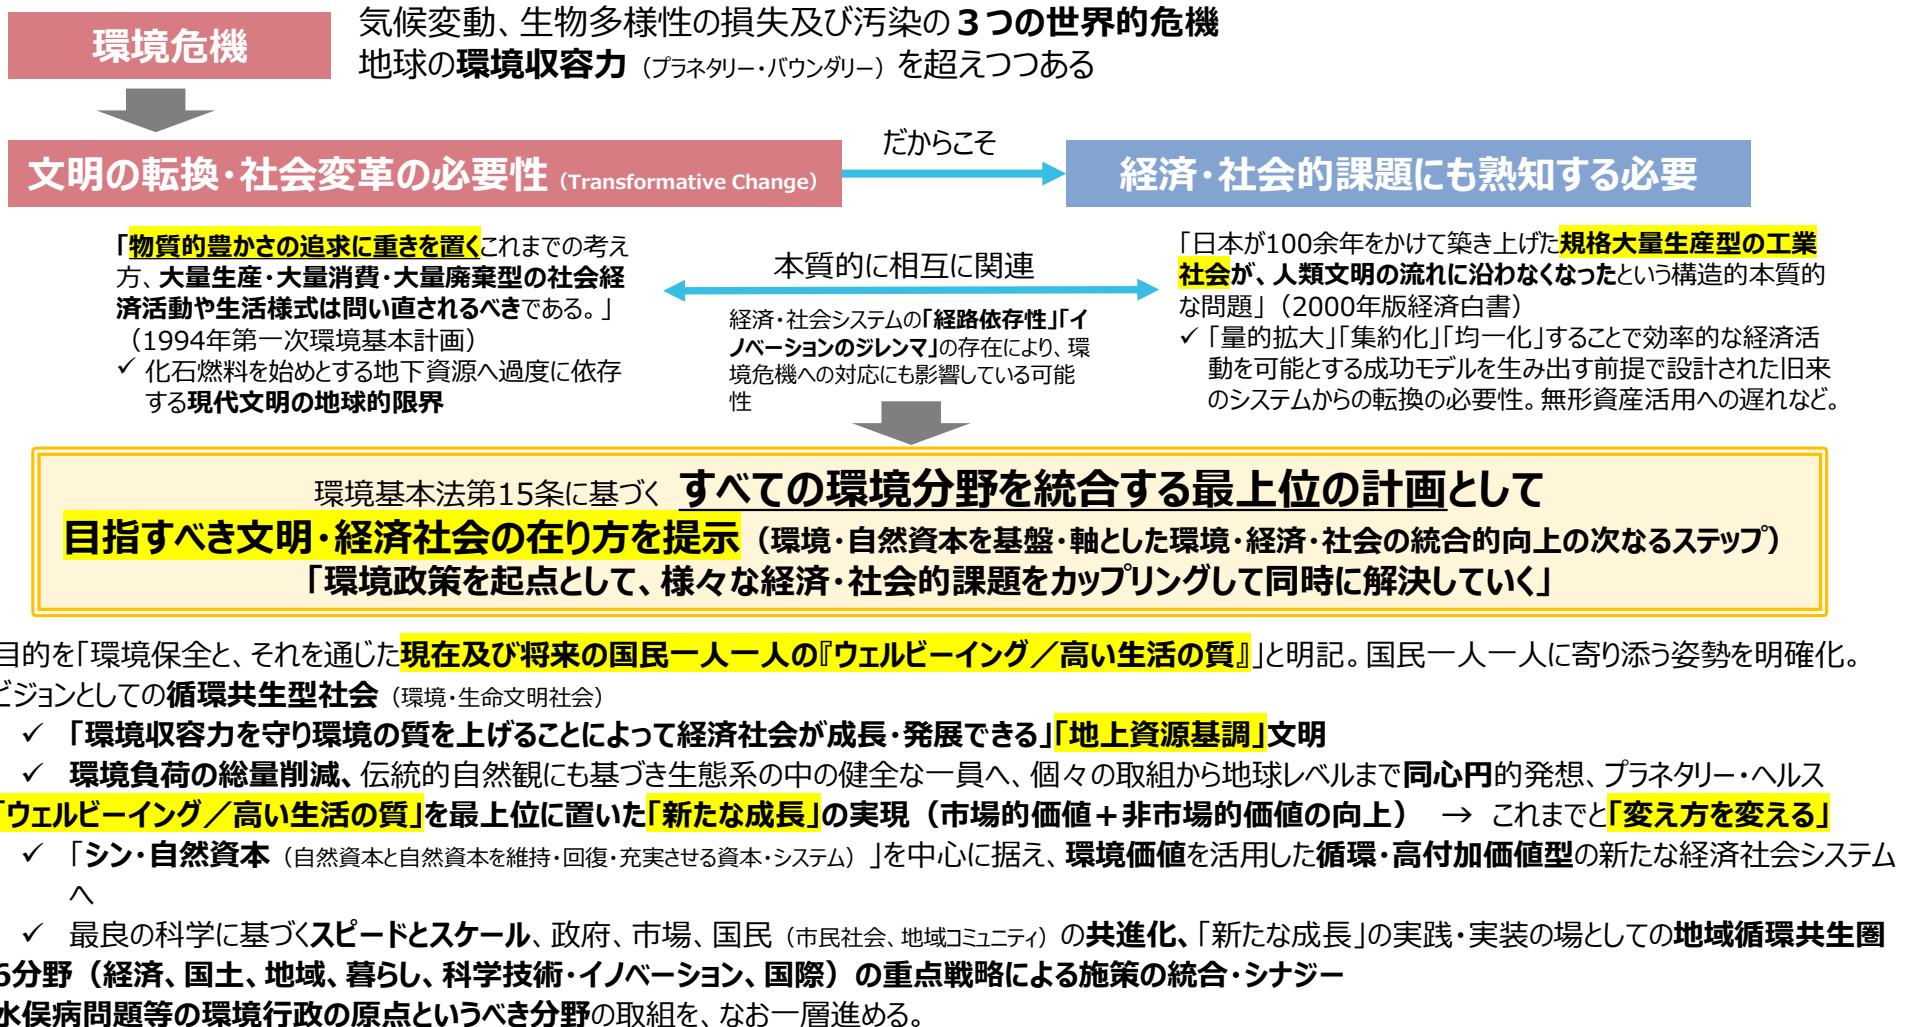 環境危機
気候変動、生物多様性の損失及び汚染の３つの世界的危機
地球の環境収容力（プラネタリー・バウンダリー）を超えつつある
文明の転換・社会変革の必要性（Transformative Change）
だからこそ
経済・社会的課題にも熟知する必要
「物質的豊かさの追求に重きを置くこれまでの考え
方、大量生産・大量消費・大量廃棄型の社会経
済活動や生活様式は問い直されるべきである。」
（1994年第一次環境基本計画）
✓ 化石燃料を始めとする地下資源へ過度に依存
する現代文明の地球的限界
本質的に相互に関連
経済・社会システムの「経路依存性」「イ
ノベーションのジレンマ」の存在により、環
境危機への対応にも影響している可能
性
「日本が100余年をかけて築き上げた規格大量生産型の工業
社会が、人類文明の流れに沿わなくなったという構造的本質的
な問題」（2000年版経済白書）
✓ 「量的拡大」「集約化」「均一化」することで効率的な経済活
動を可能とする成功モデルを生み出す前提で設計された旧来
のシステムからの転換の必要性。無形資産活用への遅れなど。
環境基本法第15条に基づく すべての環境分野を統合する最上位の計画として
目指すべき文明・経済社会の在り方を提示（環境・自然資本を基盤・軸とした環境・経済・社会の統合的向上の次なるステップ）
「環境政策を起点として、様々な経済・社会的課題をカップリングして同時に解決していく」
目的を「環境保全と、それを通じた現在及び将来の国民一人一人の『ウェルビーイング／高い生活の質』」と明記。国民一人一人に寄り添う姿勢を明確化。
ビジョンとしての循環共生型社会（環境・生命文明社会）
✓ 「環境収容力を守り環境の質を上げることによって経済社会が成長・発展できる」「地上資源基調」文明
✓ 環境負荷の総量削減、伝統的自然観にも基づき生態系の中の健全な一員へ、個々の取組から地球レベルまで同心円的発想、プラネタリー・ヘルス
「ウェルビーイング／高い生活の質」を最上位に置いた「新たな成長」の実現（市場的価値＋非市場的価値の向上） → これまでと「変え方を変える」
✓ 「シン・自然資本（自然資本と自然資本を維持・回復・充実させる資本・システム）」を中心に据え、環境価値を活用した循環・高付加価値型の新たな経済社会システム
へ
✓ 最良の科学に基づくスピードとスケール、政府、市場、国民（市民社会、地域コミュニティ）の共進化、「新たな成長」の実践・実装の場としての地域循環共生圏
6分野（経済、国土、地域、暮らし、科学技術・イノベーション、国際）の重点戦略による施策の統合・シナジー
水俣病問題等の環境行政の原点というべき分野の取組を、なお一層進める。